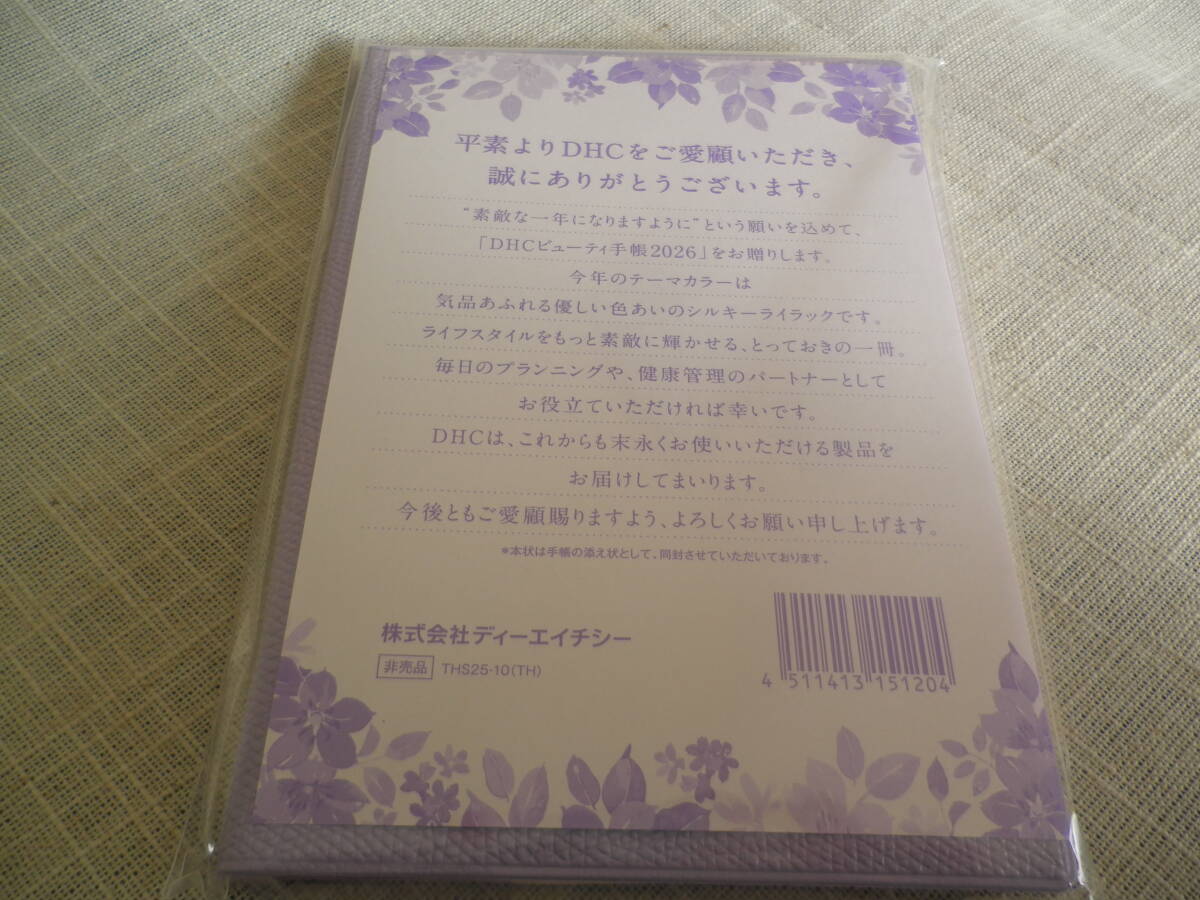 平素よりDHCをご愛顧いただき、
誠にありがとうございます。
“素敵な一年になりますように”という願いを込めて、
「DHCビューティ手帳2026」をお贈りします。
今年のテーマカラーは
気品あふれる優しい色あいのシルキーライラックです。
ライフスタイルをもっと素敵に輝かせる、とっておきの一冊。
毎日のプランニングや、健康管理のパートナーとして
お役立ていただければ幸いです。
DHCは、これからも末永くお使いいただける製品を
お届けしてまいります。
今後ともご愛顧賜りますよう、よろしくお願い申し上げます。
*本状は手帳の添え状として、同封させていただいております。
株式会社ディーエイチシー
非売品 THS25-10(TH)
4 511413 151204